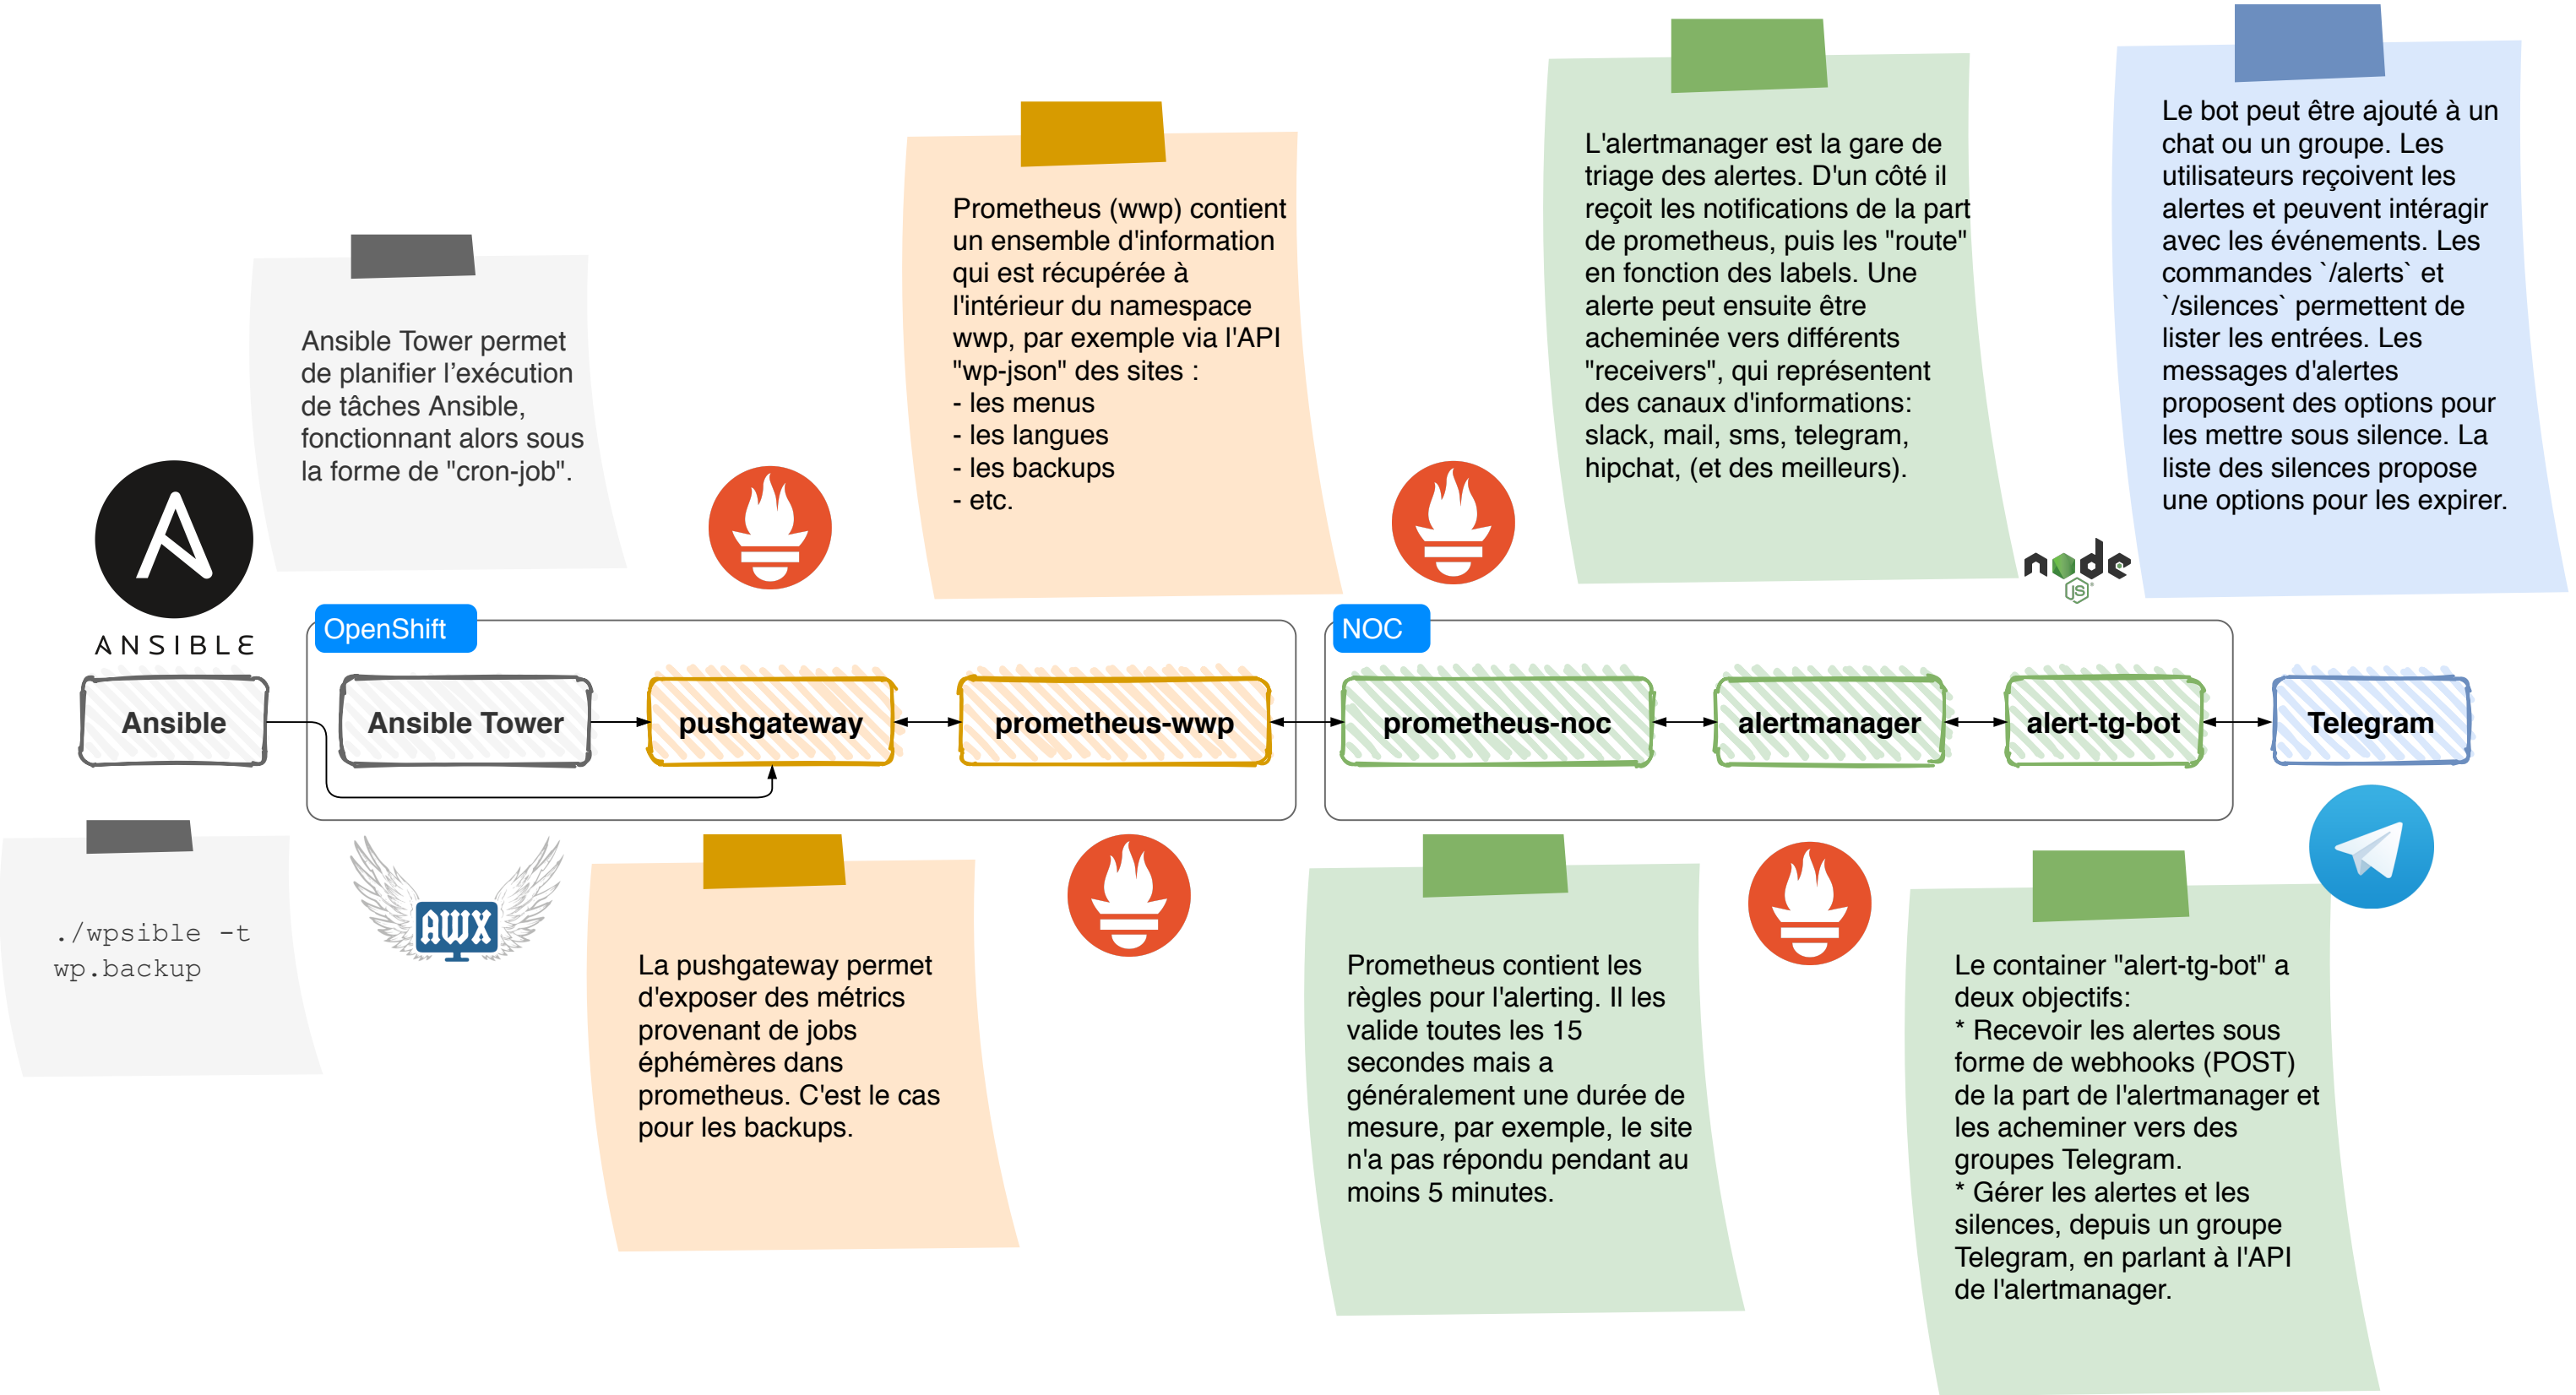 Ansible Tower permet
de planifier l’exécution
de tâches Ansible,
fonctionnant alors sous
la forme de "cron-job".
Prometheus (wwp) contient
un ensemble d'information
qui est récupérée à
l'intérieur du namespace
wwp, par exemple via l'API
"wp-json" des sites :
- les menus
- les langues
- les backups
- etc.
L'alertmanager est la gare de
triage des alertes. D'un côté il
reçoit les notifications de la part
de prometheus, puis les "route"
en fonction des labels. Une
alerte peut ensuite être
acheminée vers différents
"receivers", qui représentent
des canaux d'informations:
slack, mail, sms, telegram,
hipchat, (et des meilleurs).
Le bot peut être ajouté à un
chat ou un groupe. Les
utilisateurs reçoivent les
alertes et peuvent intéragir
avec les événements. Les
commandes `/alerts` et
`/silences` permettent de
lister les entrées. Les
messages d'alertes
proposent des options pour
les mettre sous silence. La
liste des silences propose
une options pour les expirer.
ANSIBLE
node
JS
OpenShift
NOC
Ansible
Ansible Tower
pushgateway
prometheus-wwp
prometheus-noc
alertmanager
alert-tg-bot
Telegram
./wpsible -t
wp.backup
AWX
La pushgateway permet
d'exposer des métrics
provenant de jobs
éphémères dans
prometheus. C'est le cas
pour les backups.
Prometheus contient les
règles pour l'alerting. Il les
valide toutes les 15
secondes mais a
généralement une durée de
mesure, par exemple, le site
n'a pas répondu pendant au
moins 5 minutes.
Le container "alert-tg-bot" a
deux objectifs:
* Recevoir les alertes sous
forme de webhooks (POST)
de la part de l'alertmanager et
les acheminer vers des
groupes Telegram.
* Gérer les alertes et les
silences, depuis un groupe
Telegram, en parlant à l'API
de l'alertmanager.